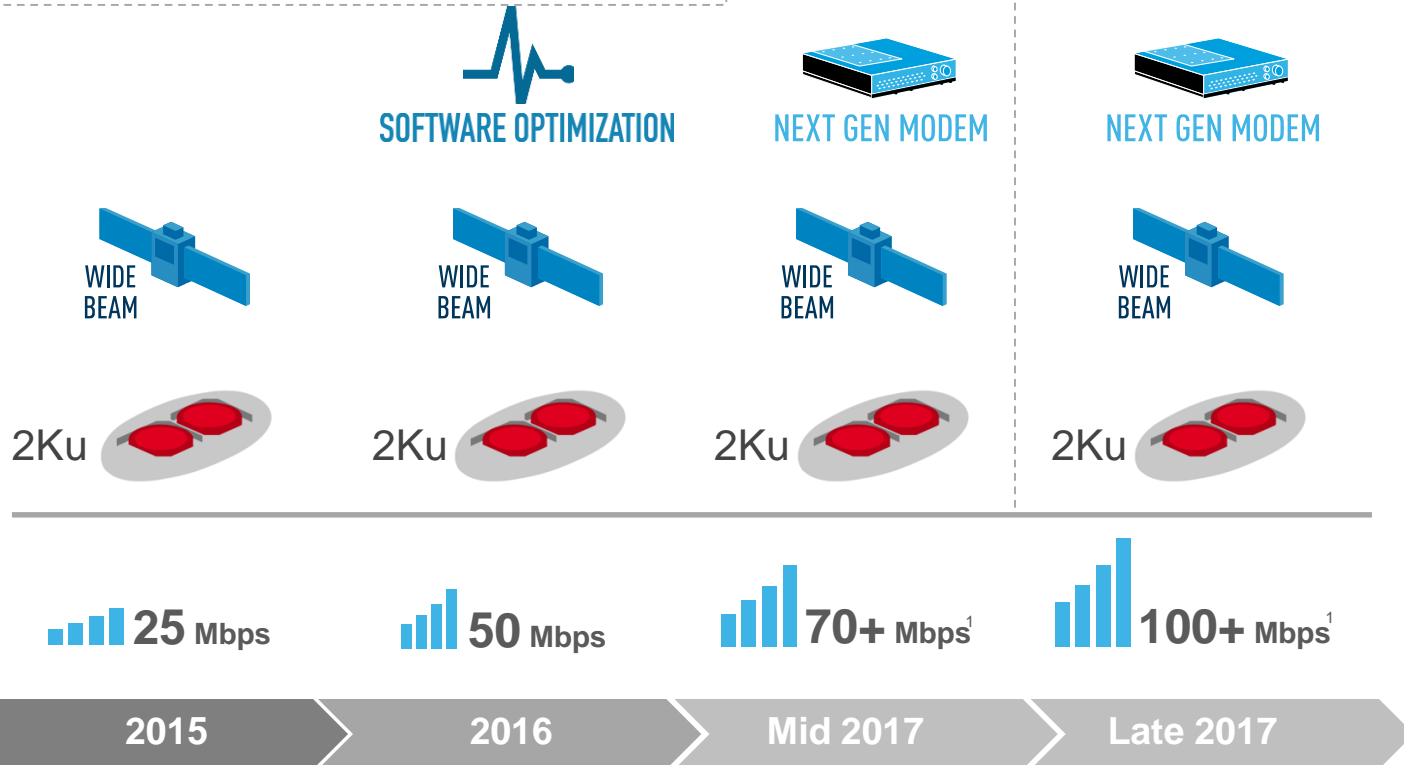 SOFTWARE OPTIMIZATION
NEXT GEN MODEM
NEXT GEN MODEM
WIDE
BEAM
WIDE
BEAM
WIDE
BEAM
WIDE
BEAM
2Ku
2Ku
2Ku
2Ku
25 Mbps
50 Mbps
70+ Mbps¹
100+ Mbps¹
2015
2016
Mid 2017
Late 2017